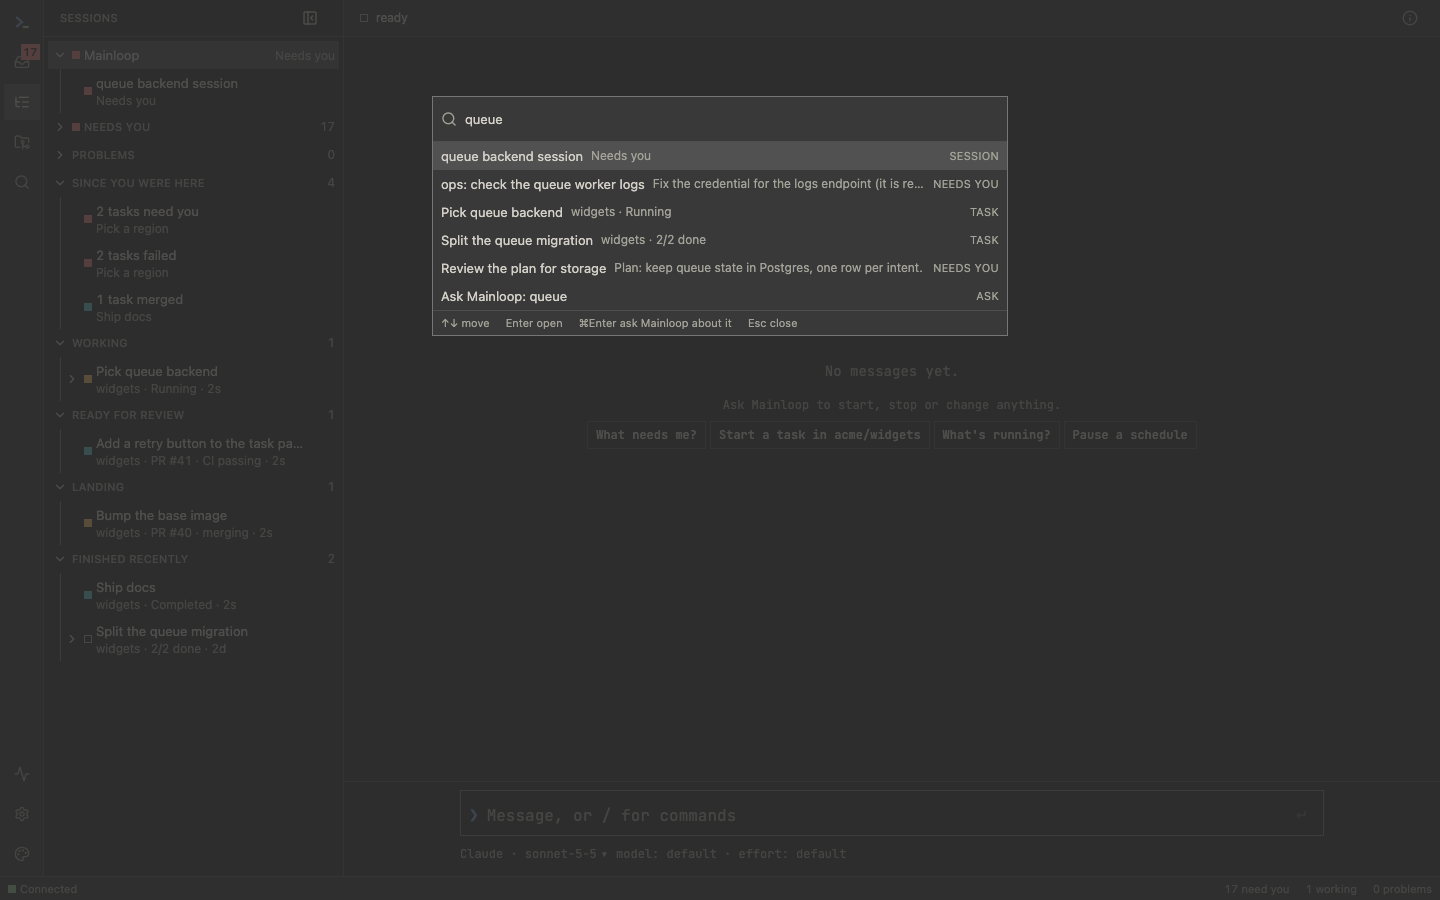 SESSIONS
ready
17
Mainloop Needs you
queue backend session
Needs you
NEEDS YOU 17
PROBLEMS 0
SINCE YOU WERE HERE 4
2 tasks need you
Pick a region
2 tasks failed
Pick a region
1 task merged
Ship docs
WORKING 1
Pick queue backend
widgets · Running · 2s
READY FOR REVIEW 1
Add a retry button to the task pa...
widgets · PR #41 · CI passing · 2s
LANDING 1
Bump the base image
widgets · PR #40 · merging · 2s
FINISHED RECENTLY 2
Ship docs
widgets · Completed · 2s
Split the queue migration
widgets · 2/2 done · 2d
queue
queue backend session Needs you SESSION
ops: check the queue worker logs Fix the credential for the logs endpoint (it is re... NEEDS YOU
Pick queue backend widgets · Running TASK
Split the queue migration widgets · 2/2 done TASK
Review the plan for storage Plan: keep queue state in Postgres, one row per intent. NEEDS YOU
Ask Mainloop: queue ASK
↑↓ move Enter open ⌘Enter ask Mainloop about it Esc close
No messages yet.
Ask Mainloop to start, stop or change anything.
What needs me? Start a task in acme/widgets What's running? Pause a schedule
❯ Message, or / for commands ↵
Claude · sonnet-5-5 ▾ model: default · effort: default
Connected 17 need you 1 working 0 problems